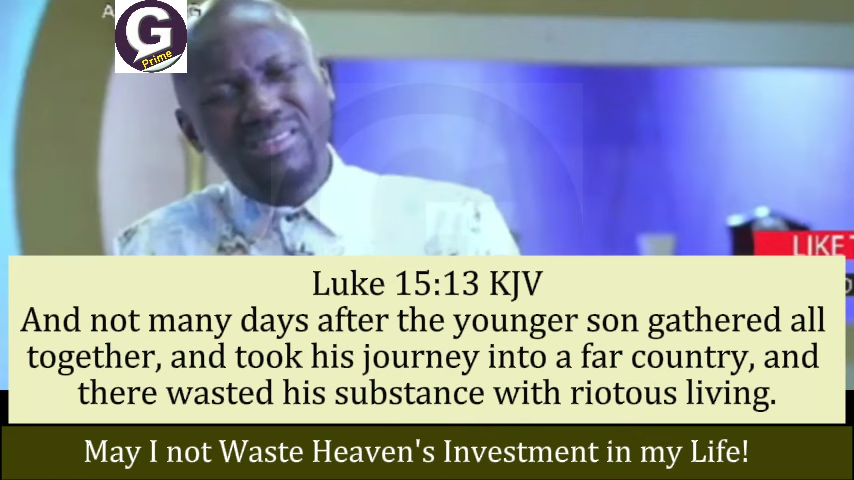 G
Prime
LIKE
Luke 15:13 KJV
And not many days after the younger son gathered all
together, and took his journey into a far country, and
there wasted his substance with riotous living.
May I not Waste Heaven's Investment in my Life!